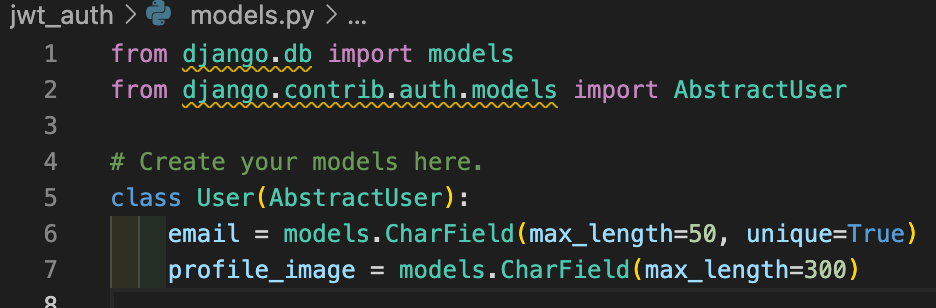 jwt_auth > models.py > ...
1 from django.db import models
2 from django.contrib.auth.models import AbstractUser
3
4 # Create your models here.
5 class User(AbstractUser):
6     email = models.CharField(max_length=50, unique=True)
7     profile_image = models.CharField(max_length=300)
8